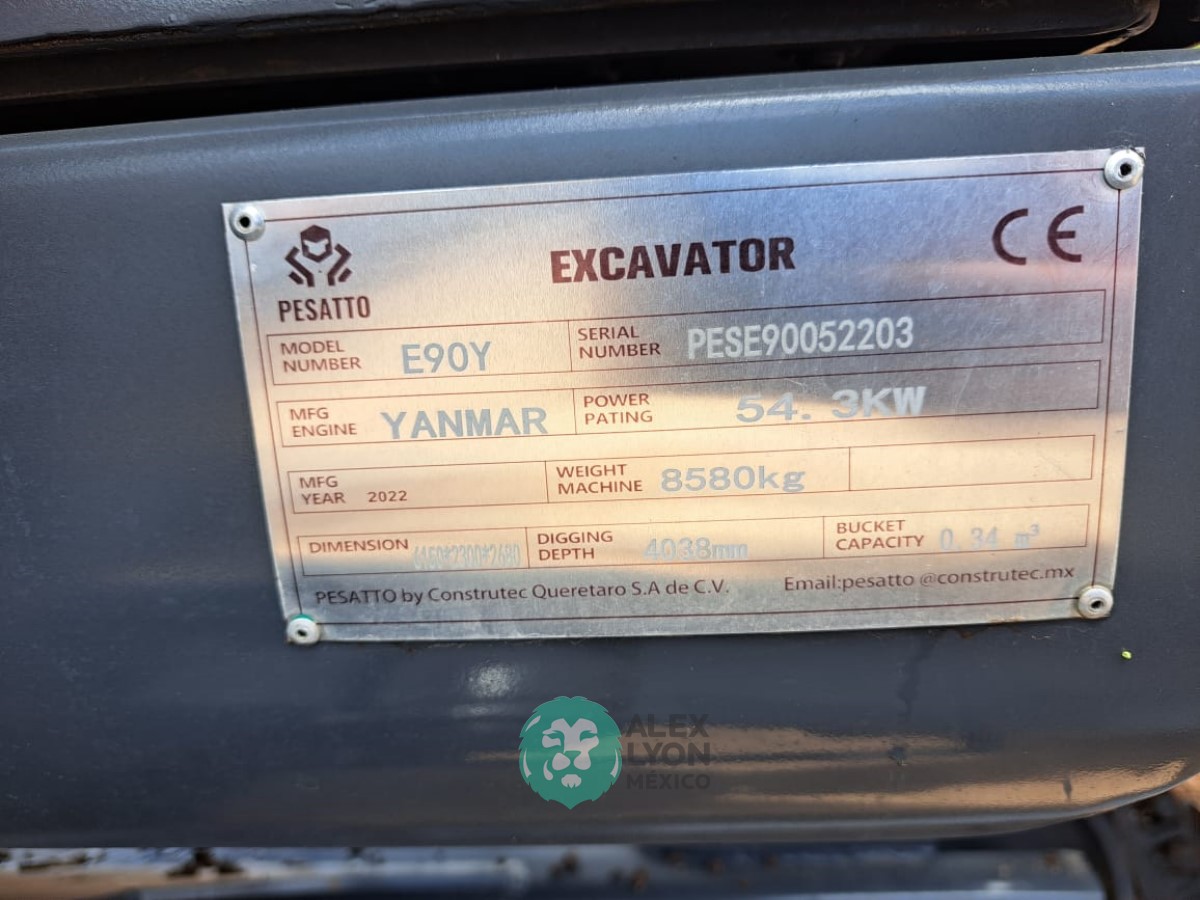 PESATTO
EXCAVATOR
CE
MODEL NUMBER E90Y
SERIAL NUMBER PESE90052203
MFG ENGINE YANMAR
POWER PATING 54.3KW
MFG YEAR 2022
WEIGHT MACHINE 8580kg
DIMENSION
DIGGING DEPTH 4038mm
BUCKET CAPACITY 0.34 m³
PESATTO by Construtec Queretaro S.A de C.V.
Email:pesatto @construtec.mx
ALEX
LYON
MÉXICO